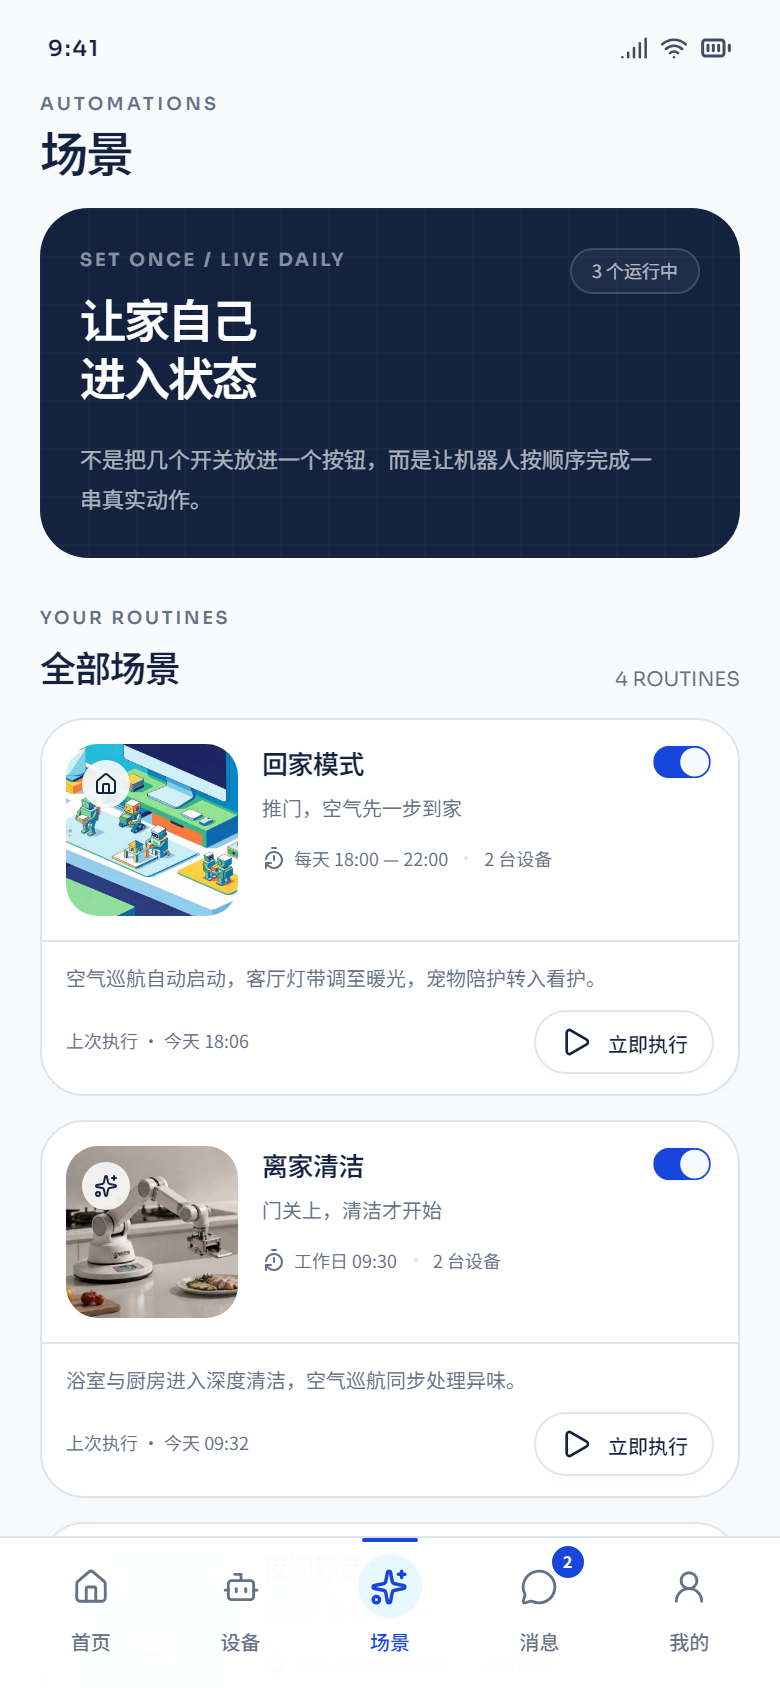 9:41
AUTOMATIONS
场景
SET ONCE / LIVE DAILY
3 个运行中
让家自己
进入状态
不是把几个开关放进一个按钮，而是让机器人按顺序完成一
串真实动作。
YOUR ROUTINES
全部场景
4 ROUTINES
回家模式
推门，空气先一步到家
每天 18:00 — 22:00 · 2 台设备
空气巡航自动启动，客厅灯带调至暖光，宠物陪护转入看护。
上次执行 • 今天 18:06
立即执行
离家清洁
门关上，清洁才开始
工作日 09:30 · 2 台设备
浴室与厨房进入深度清洁，空气巡航同步处理异味。
上次执行 • 今天 09:32
立即执行
夜间静音
2
首页
设备
场景
消息
我的